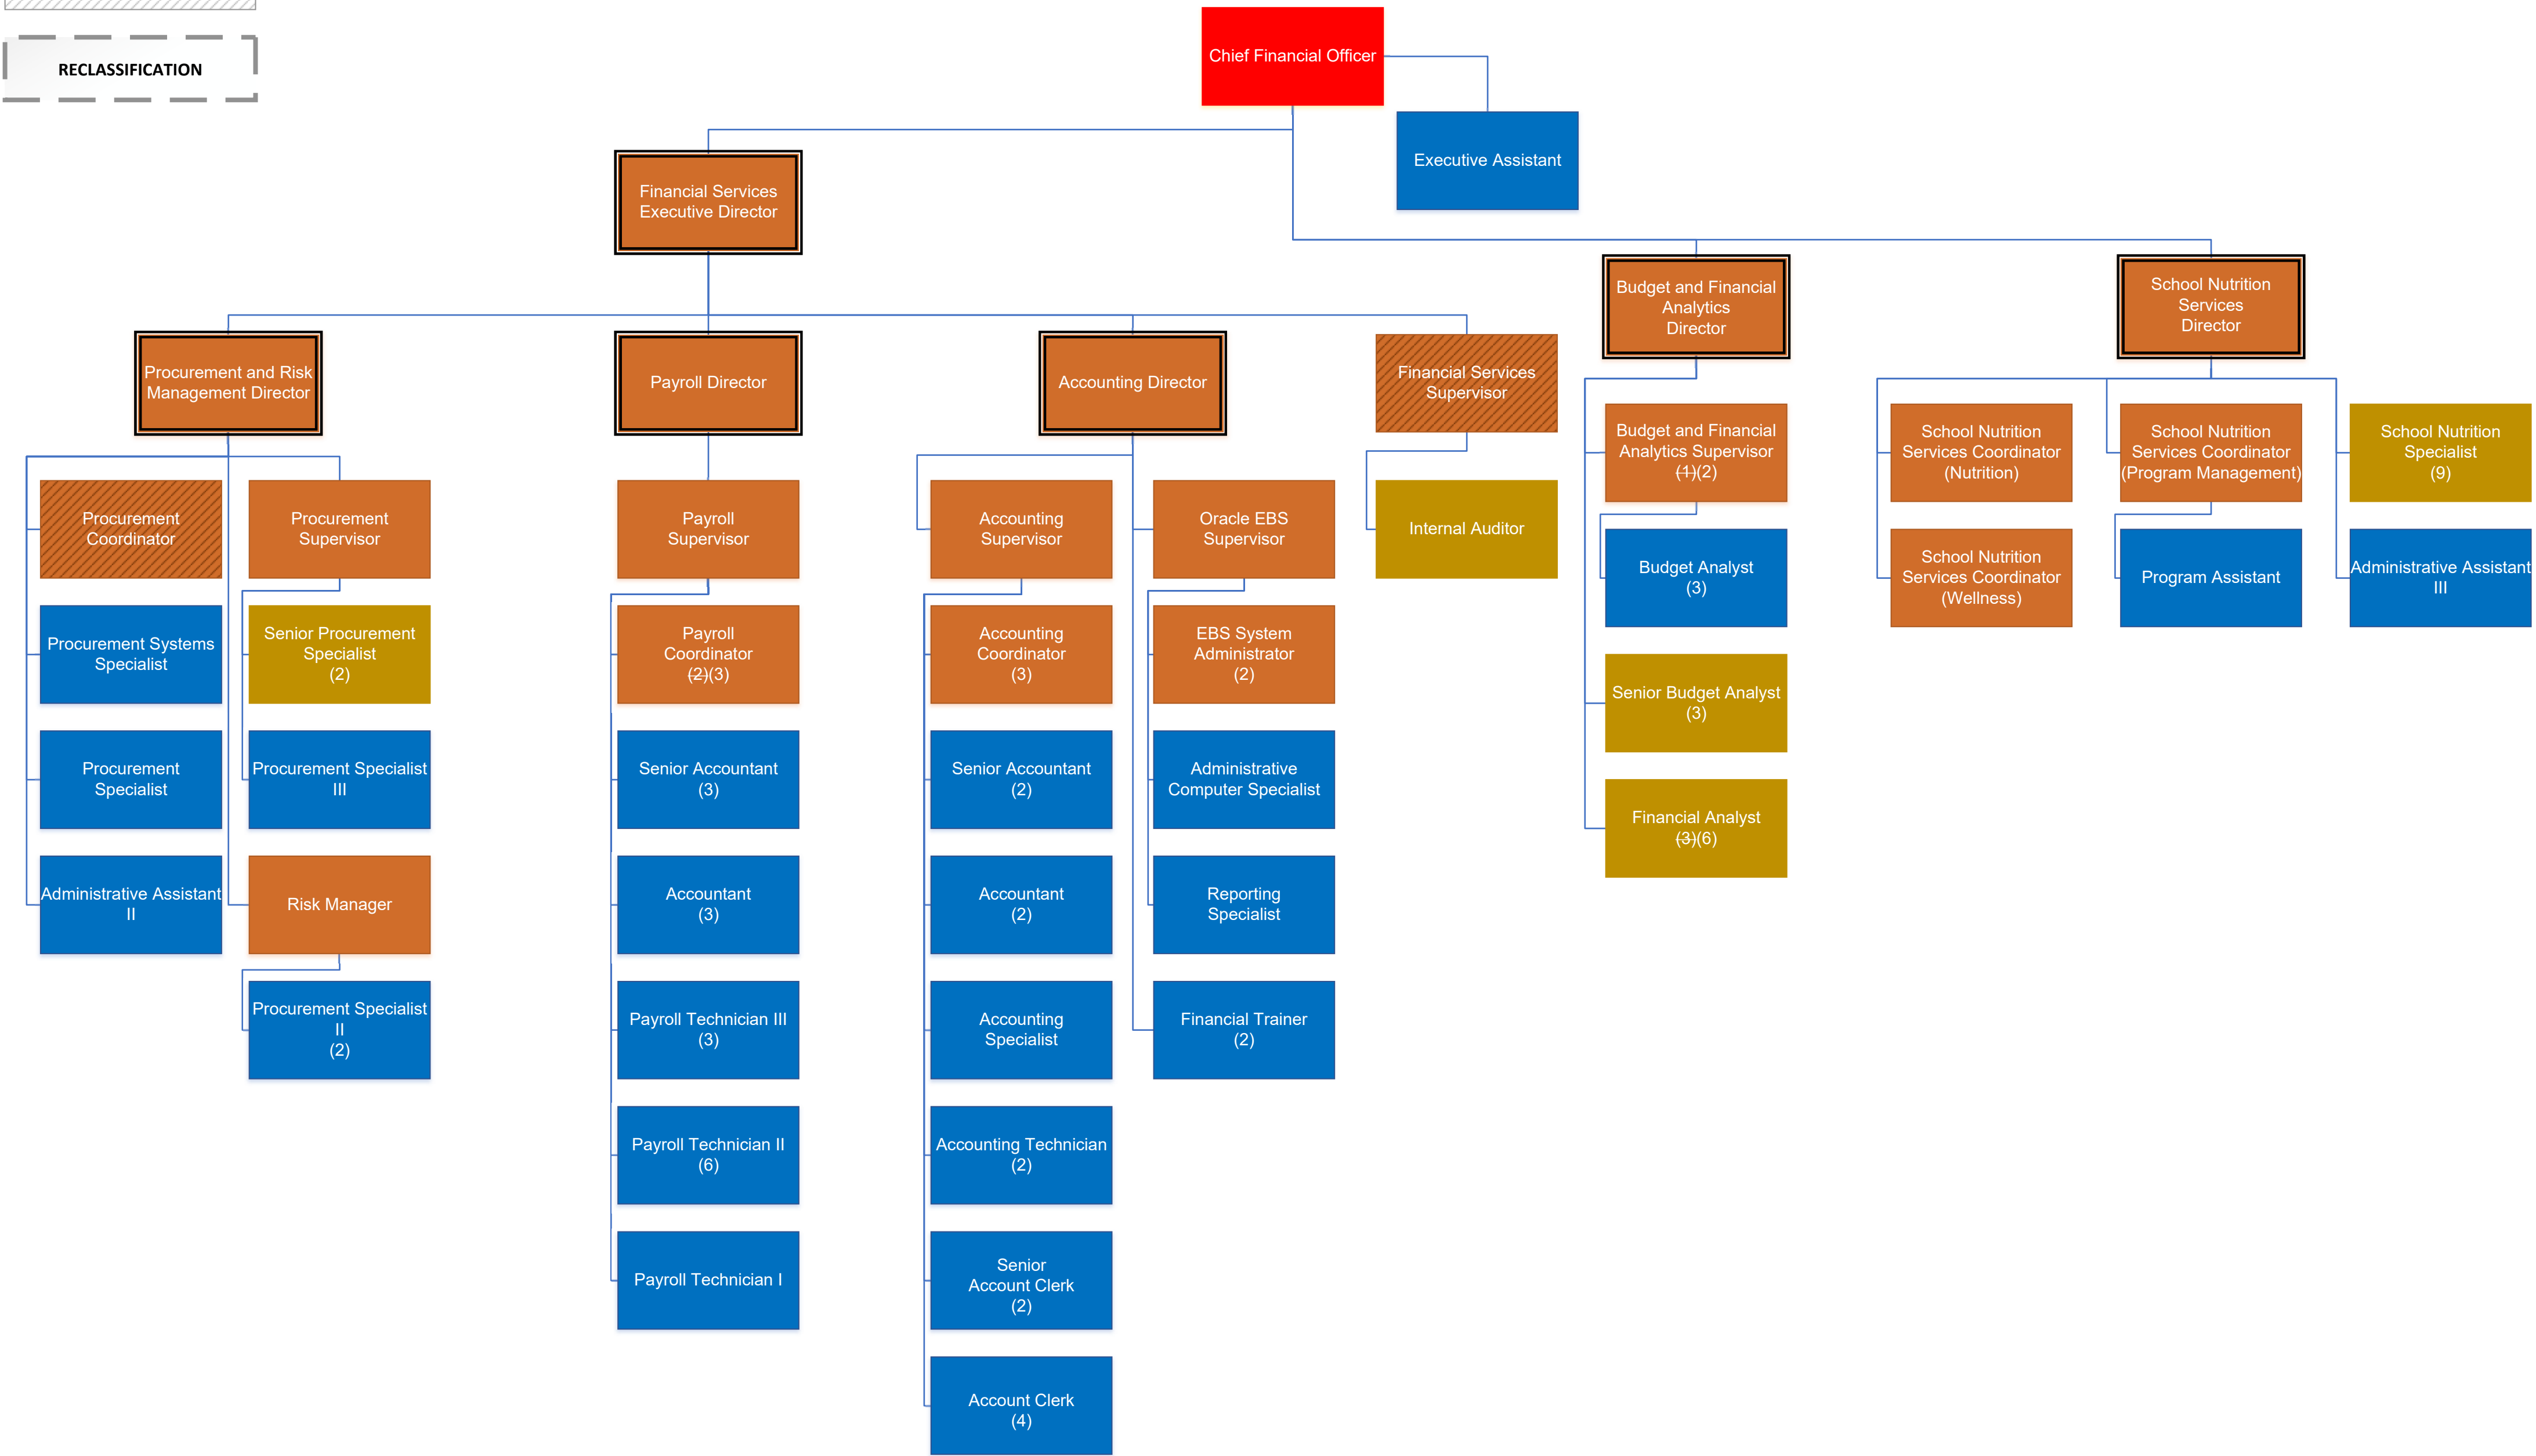 RECLASSIFICATION
Chief Financial Officer
Executive Assistant
Financial Services
Executive Director
Budget and Financial
Analytics
Director
School Nutrition
Services
Director
Procurement and Risk
Management Director
Payroll Director
Accounting Director
Financial Services
Supervisor
Procurement
Coordinator
Procurement Systems
Specialist
Procurement
Specialist
Administrative Assistant
II
Procurement
Supervisor
Senior Procurement
Specialist
(2)
Procurement Specialist
III
Risk Manager
Procurement Specialist
II
(2)
Payroll
Supervisor
Payroll
Coordinator
(2)(3)
Senior Accountant
(3)
Accountant
(3)
Payroll Technician III
(3)
Payroll Technician II
(6)
Payroll Technician I
Accounting
Supervisor
Accounting
Coordinator
(3)
Senior Accountant
(2)
Accountant
(2)
Accounting
Specialist
Accounting Technician
(2)
Senior
Account Clerk
(2)
Account Clerk
(4)
Oracle EBS
Supervisor
EBS System
Administrator
(2)
Administrative
Computer Specialist
Reporting
Specialist
Financial Trainer
(2)
Internal Auditor
Budget and Financial
Analytics Supervisor
(1)(2)
Budget Analyst
(3)
Senior Budget Analyst
(3)
Financial Analyst
(3)(6)
School Nutrition
Services Coordinator
(Nutrition)
School Nutrition
Services Coordinator
(Wellness)
School Nutrition
Services Coordinator
(Program Management)
Program Assistant
School Nutrition
Specialist
(9)
Administrative Assistant
III